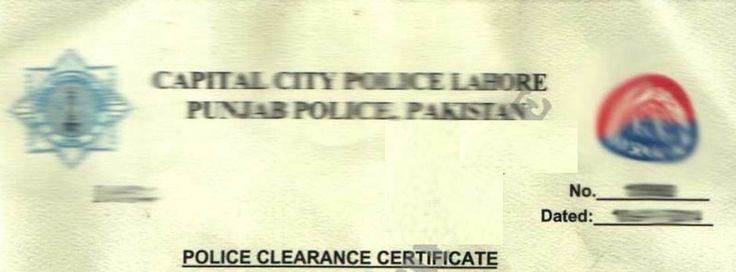 CAPITAL CITY POLICE LAHORE
PUNJAB POLICE, PAKISTAN
No.
Dated:
POLICE CLEARANCE CERTIFICATE